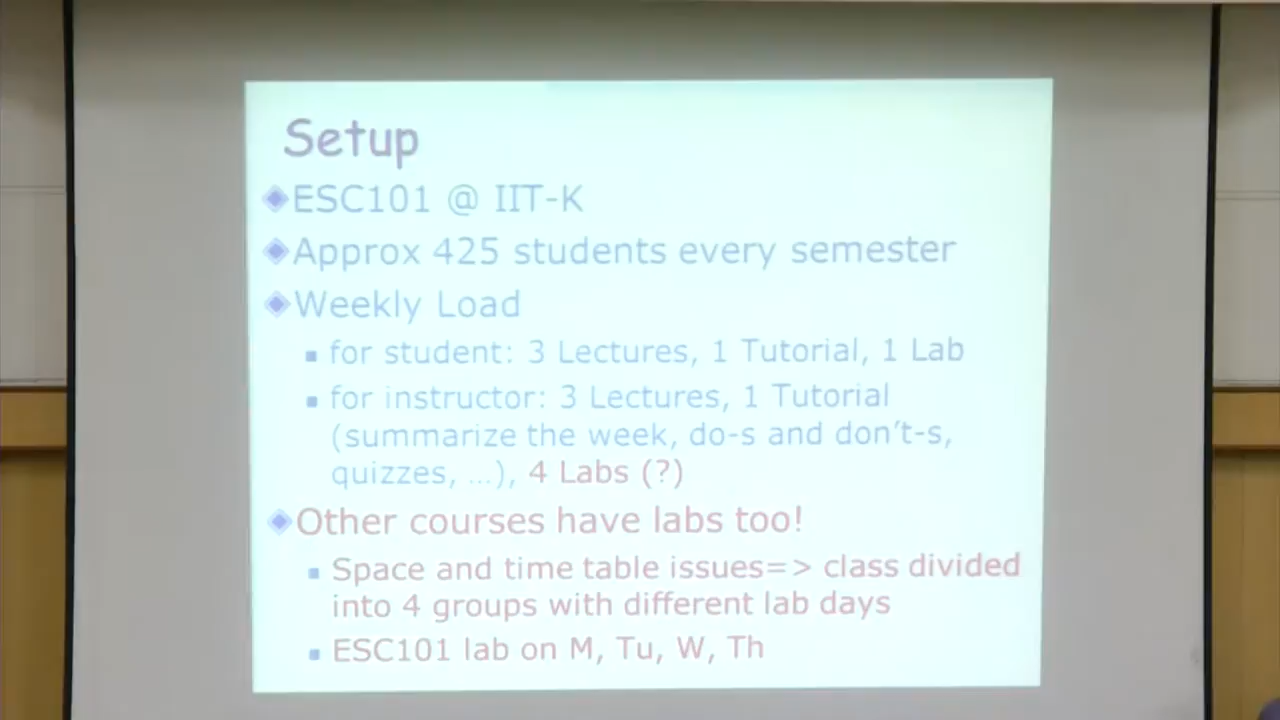 Setup
ESC101 @ IIT-K
Approx 425 students every semester
Weekly Load
for student: 3 Lectures, 1 Tutorial, 1 Lab
for instructor: 3 Lectures, 1 Tutorial
(summarize the week, do-s and don't-s,
quizzes, ...), 4 Labs (?)
Other courses have labs too!
Space and time table issues=> class divided
into 4 groups with different lab days
ESC101 lab on M, Tu, W, Th